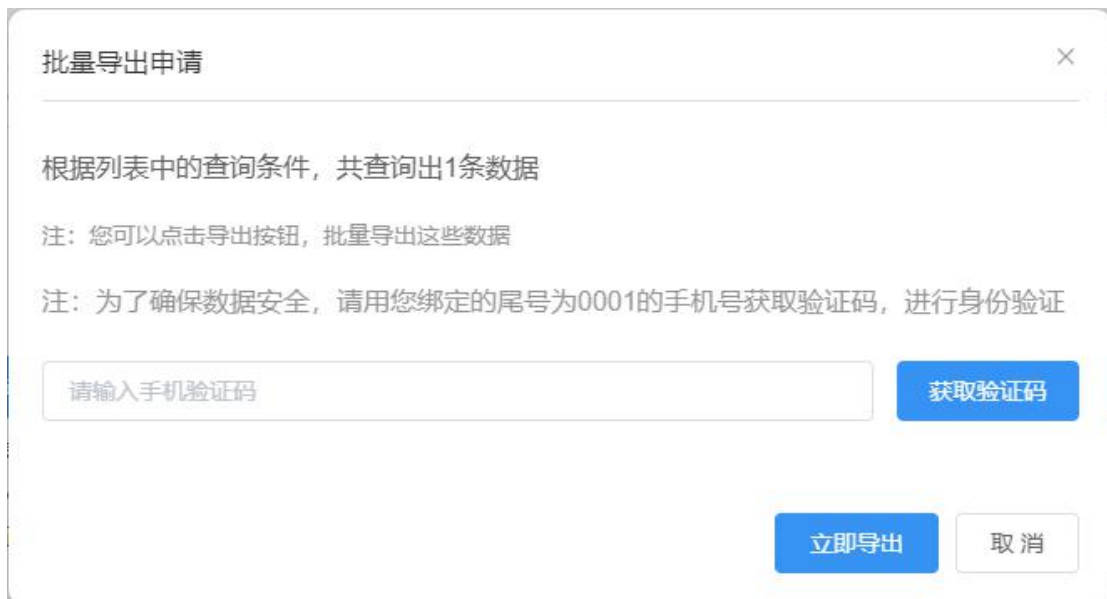 批量导出申请
根据列表中的查询条件，共查询出1条数据
注：您可以点击导出按钮，批量导出这些数据
注：为了确保数据安全，请用您绑定的尾号为0001的手机号获取验证码，进行身份验证
请输入手机验证码
获取验证码
立即导出
取 消